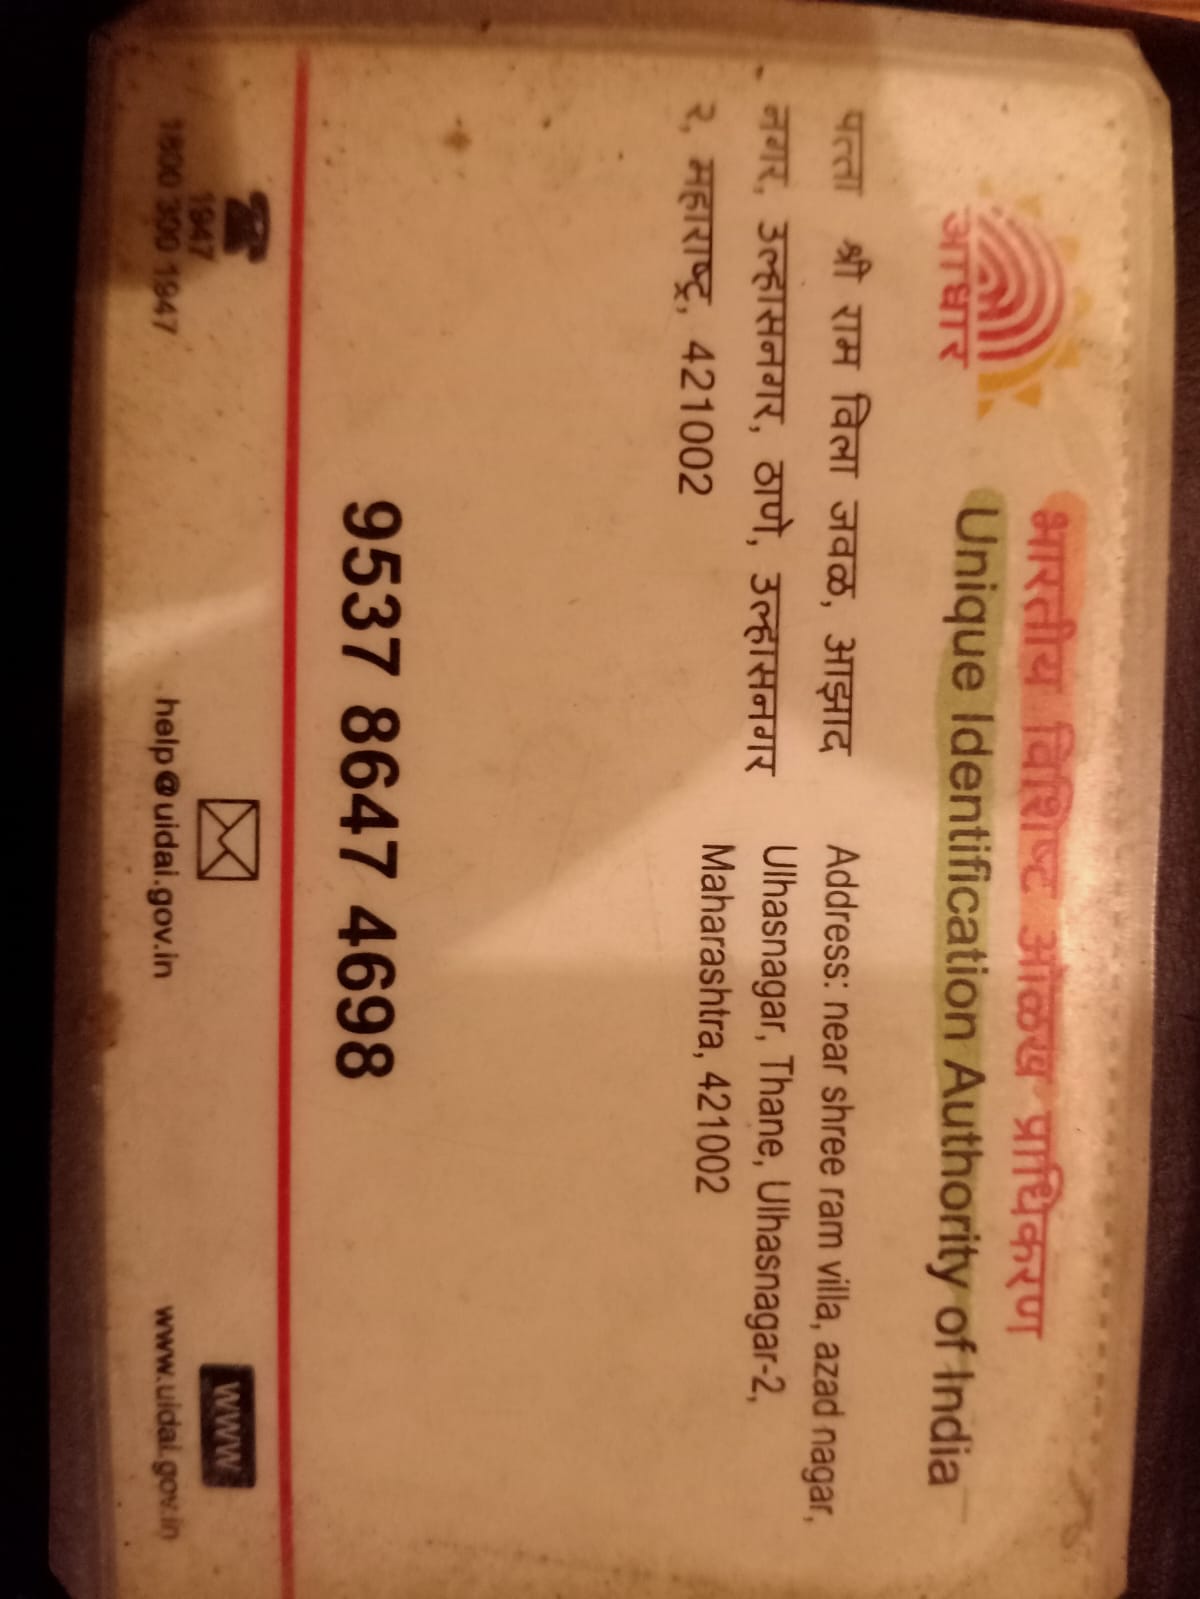 भारतीय विशिष्ट ओळख प्राधिकरण
Unique Identification Authority of India
आधार
पत्ता श्री राम विला जवळ, आझाद
नगर, उल्हासनगर, ठाणे, उल्हासनगर
२, महाराष्ट्र, 421002
Address: near shree ram villa, azad nagar,
Ulhasnagar, Thane, Ulhasnagar-2,
Maharashtra, 421002
9537 8647 4698
1947
1800 300 1947
help@uidai.gov.in
www
www.uidai.gov.in